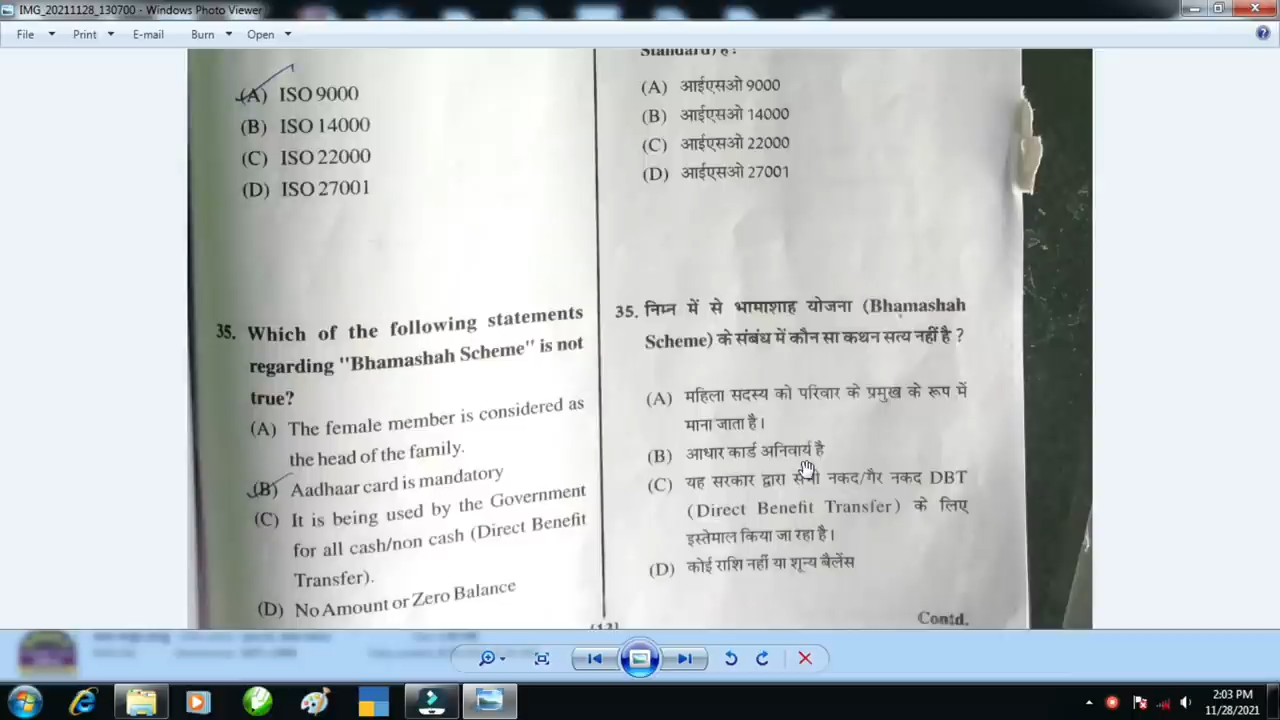 IMG_20211128_130700 - Windows Photo Viewer
File Print E-mail Burn Open
(A) ISO 9000
(B) ISO 14000
(C) ISO 22000
(D) ISO 27001
35. Which of the following statements
regarding "Bhamashah Scheme" is not
true?
(A) The female member is considered as
the head of the family.
(B) Aadhaar card is mandatory
(C) It is being used by the Government
for all cash/non cash (Direct Benefit
Transfer).
(D) No Amount or Zero Balance
Standard) है :
(A) आईएसओ 9000
(B) आईएसओ 14000
(C) आईएसओ 22000
(D) आईएसओ 27001
35. निम्न में से भामाशाह योजना (Bhamashah
Scheme) के संबंध में कौन सा कथन सत्य नहीं है ?
(A) महिला सदस्य को परिवार के प्रमुख के रूप में
माना जाता है।
(B) आधार कार्ड अनिवार्य है
(C) यह सरकार द्वारा सभी नकद/गैर नकद DBT
(Direct Benefit Transfer) के लिए
इस्तेमाल किया जा रहा है।
(D) कोई राशि नहीं या शून्य बैलेंस
(13)
Contd.
2:03 PM
11/28/2021